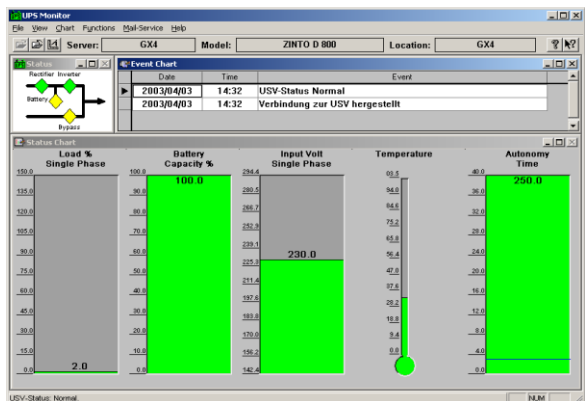 UPS Monitor
File View Chart Functions Mail-Service Help
Server: GX4 Model: ZINTO D 800 Location: GX4
Status
Rectifier Inverter
Battery
Bypass
Event Chart
Date Time Event
2003/04/03 14:32 USV-Status Normal
2003/04/03 14:32 Verbindung zur USV hergestellt
Status Chart
Load %
Single Phase
150.0
135.0
120.0
105.0
90.0
75.0
60.0
45.0
30.0
15.0
0.0
2.0
Battery
Capacity %
100.0
90.0
80.0
70.0
60.0
50.0
40.0
30.0
20.0
10.0
0.0
100.0
Input Volt
Single Phase
294.4
280.5
266.7
252.9
239.1
225.3
211.4
197.6
183.8
170.0
156.2
142.4
230.0
Temperature
94.0
84.6
75.2
65.8
56.4
47.0
37.6
28.2
18.8
9.4
0.0
Autonomy
Time
40.0
36.0
32.0
28.0
24.0
20.0
16.0
12.0
8.0
4.0
0.0
250.0
USV-Status: Normal.
NUM